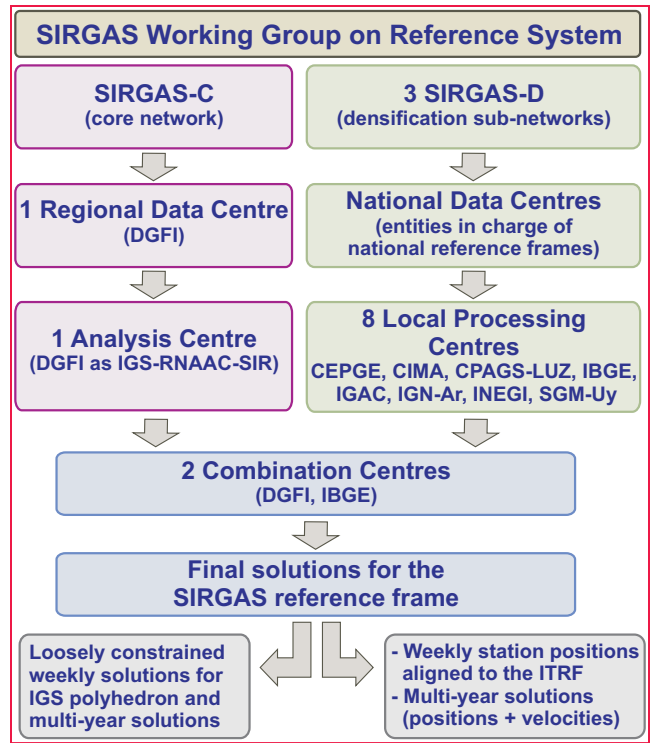 SIRGAS Working Group on Reference System
SIRGAS-C
(core network)
3 SIRGAS-D
(densification sub-networks)
1 Regional Data Centre
(DGFI)
National Data Centres
(entities in charge of
national reference frames)
1 Analysis Centre
(DGFI as IGS-RNAAC-SIR)
8 Local Processing
Centres
CEPGE, CIMA, CPAGS-LUZ, IBGE,
IGAC, IGN-Ar, INEGI, SGM-Uy
2 Combination Centres
(DGFI, IBGE)
Final solutions for the
SIRGAS reference frame
Loosely constrained
weekly solutions for
IGS polyhedron and
multi-year solutions
- Weekly station positions
aligned to the ITRF
- Multi-year solutions
(positions + velocities)